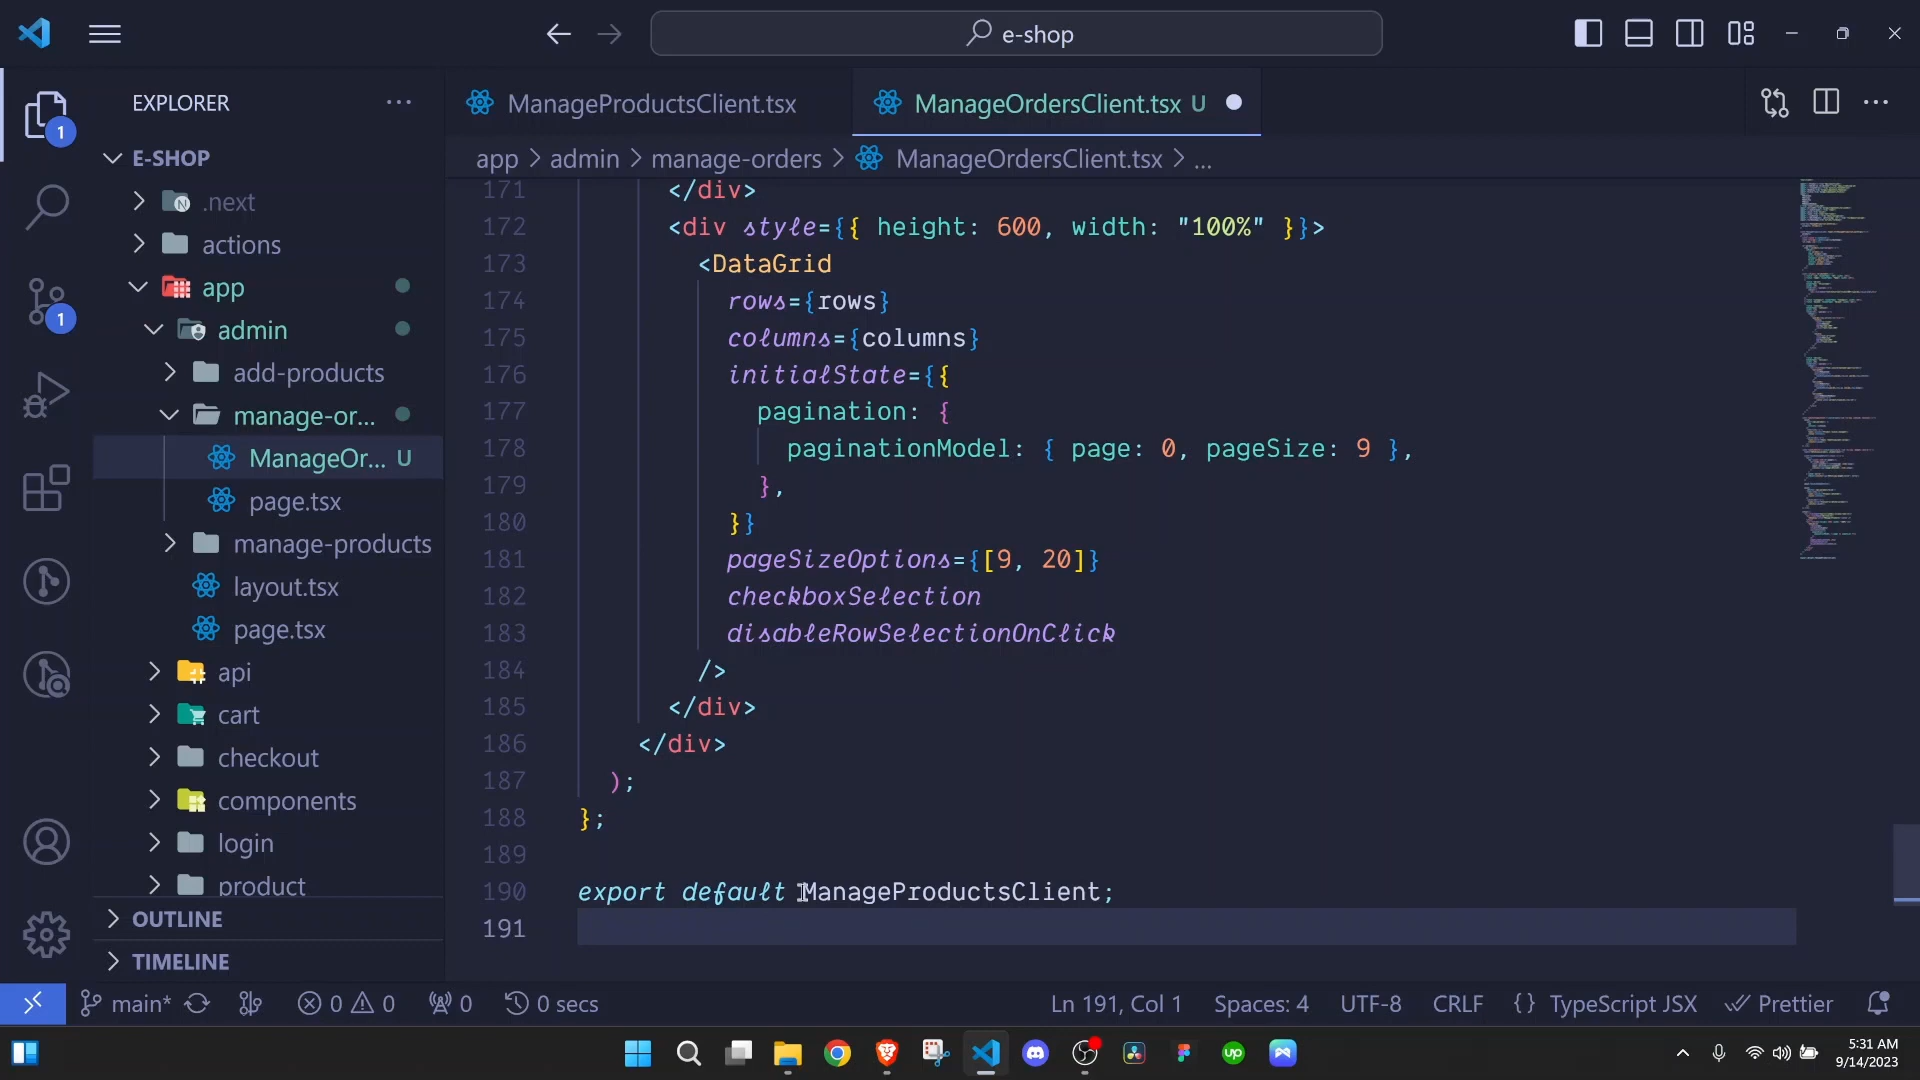 e-shop
EXPLORER
ManageProductsClient.tsx
ManageOrdersClient.tsx U
app > admin > manage-orders > ManageOrdersClient.tsx > ...
1
E-SHOP
.next
actions
app
admin
add-products
manage-or...
ManageOr... U
page.tsx
manage-products
layout.tsx
page.tsx
api
cart
checkout
components
login
product
OUTLINE
TIMELINE
1
171 </div>
172 <div style={{ height: 600, width: "100%" }}>
173 <DataGrid
174 rows={rows}
175 columns={columns}
176 initialState={{
177 pagination: {
178 paginationModel: { page: 0, pageSize: 9 },
179 },
180 }}
181 pageSizeOptions={[9, 20]}
182 checkboxSelection
183 disableRowSelectionOnClick
184 />
185 </div>
186 </div>
187 );
188 };
189
190 export default ManageProductsClient;
191
main* 0 0 0 0 secs
Ln 191, Col 1 Spaces: 4 UTF-8 CRLF {} TypeScript JSX Prettier
up
5:31 AM
9/14/2023